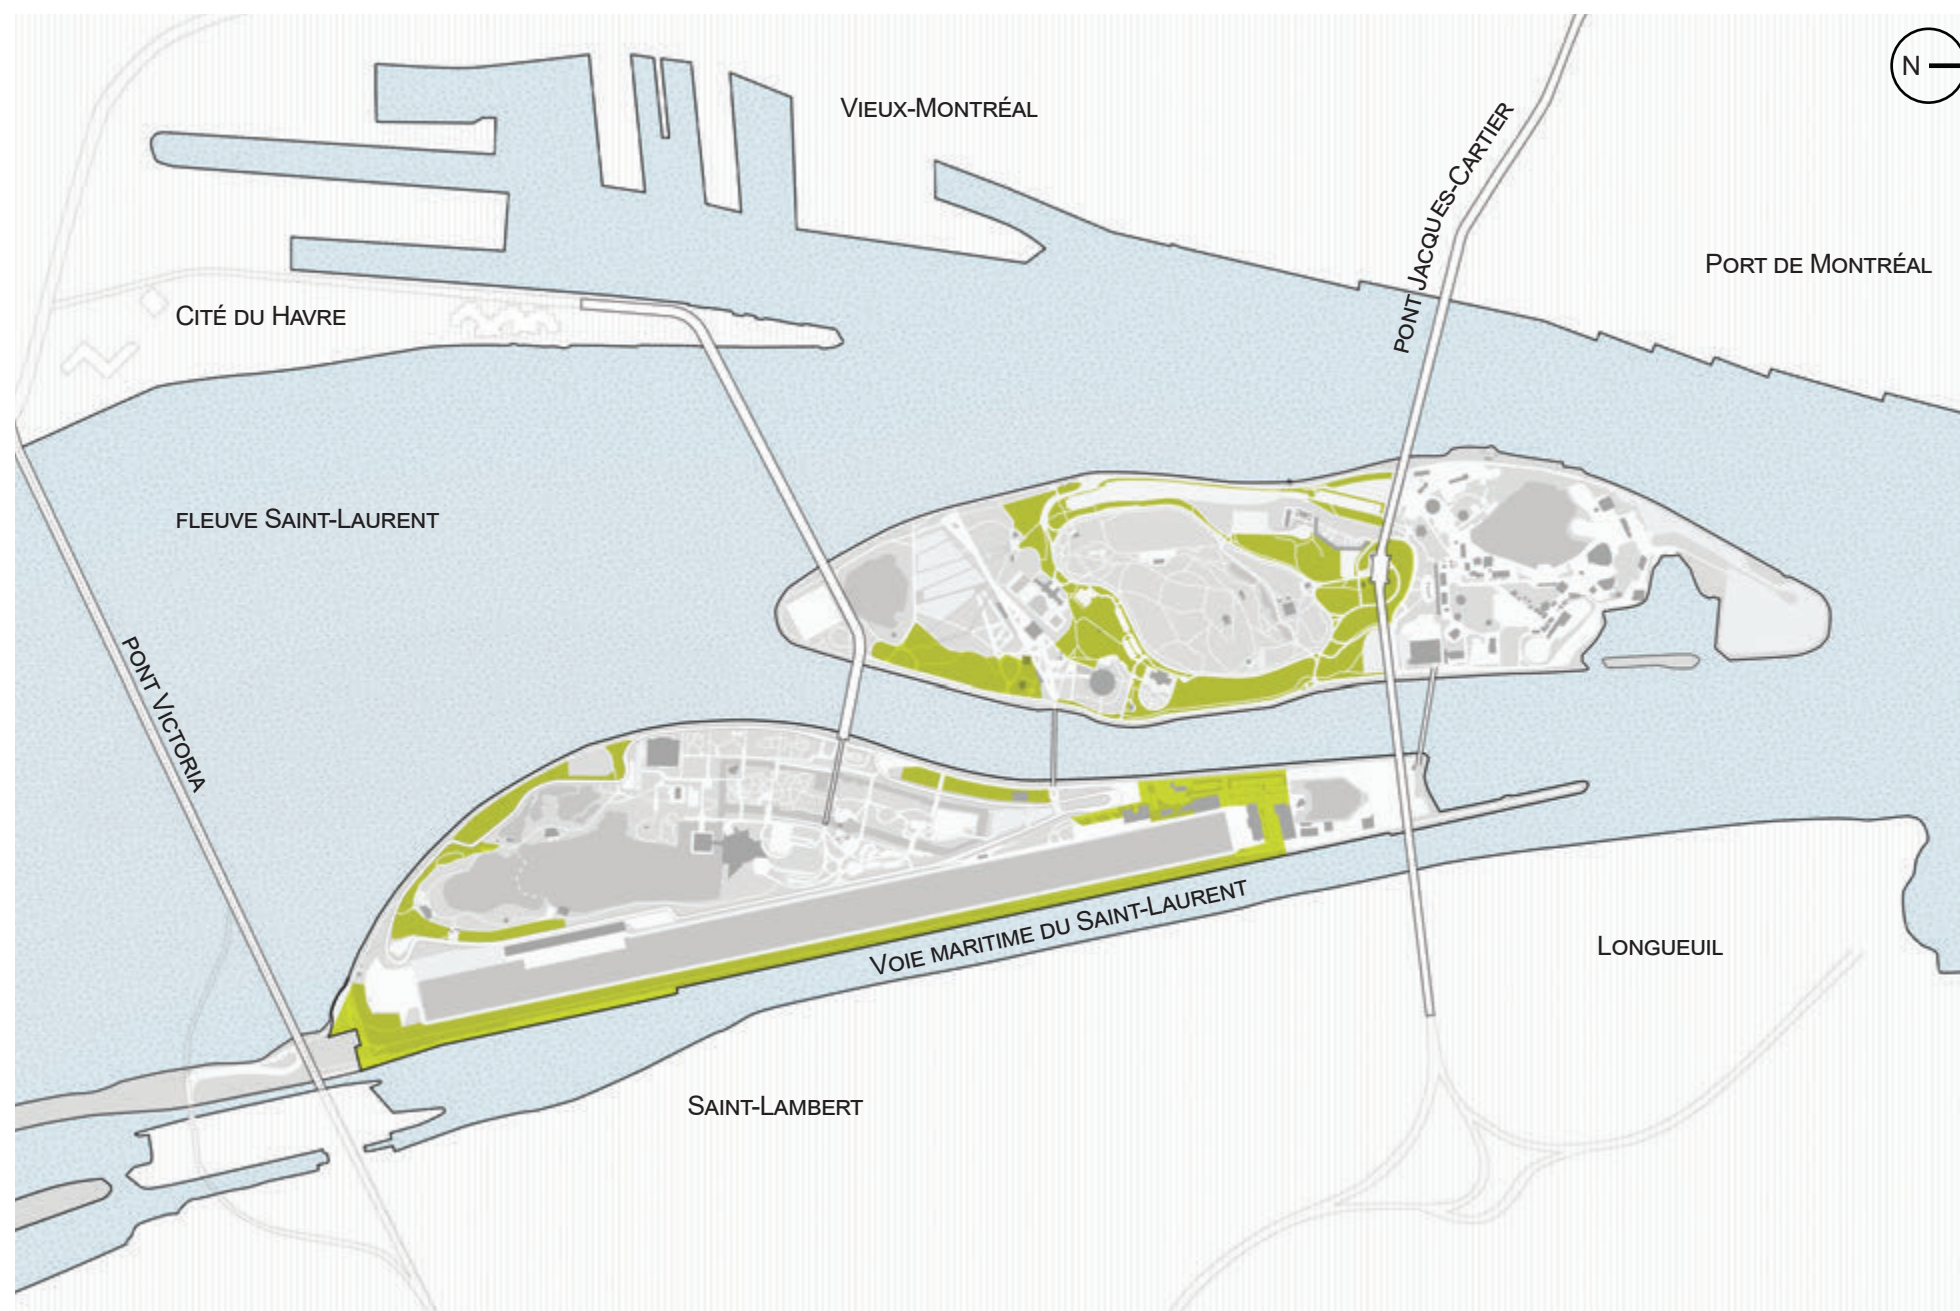 N
VIEUX-MONTRÉAL
PONT JACQUES-CARTIER
PORT DE MONTRÉAL
CITÉ DU HAVRE
FLEUVE SAINT-LAURENT
PONT VICTORIA
VOIE MARITIME DU SAINT-LAURENT
LONGUEUIL
SAINT-LAMBERT